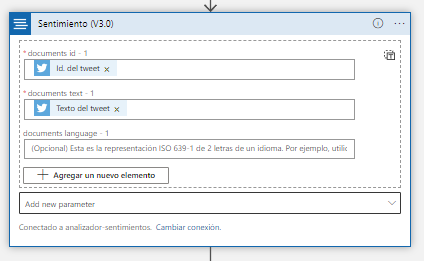 Sentimiento (V3.0)
* documents id - 1
Id. del tweet ×
* documents text - 1
Texto del tweet ×
documents language - 1
(Opcional) Esta es la representación ISO 639-1 de 2 letras de un idioma. Por ejemplo, utilic
Agregar un nuevo elemento
Add new parameter
Conectado a analizador-sentimientos. Cambiar conexión.